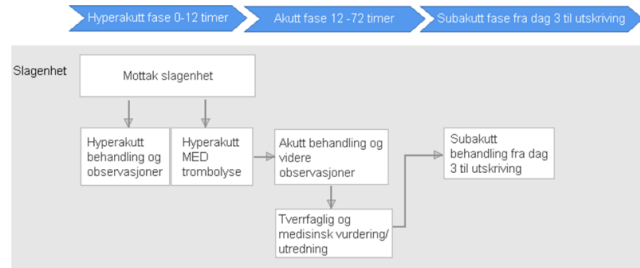 Hyperakutt fase 0-12 timer
Akutt fase 12 -72 timer
Subakutt fase fra dag 3 til utskriving
Slagenhet
Mottak slagenhet
Hyperakutt
behandling og
observasjoner
Hyperakutt
MED
trombolyse
Akutt behandling og
videre
observasjoner
Subakutt
behandling fra dag
3 til utskriving
Tverrfaglig og
medisinsk vurdering/
utredning